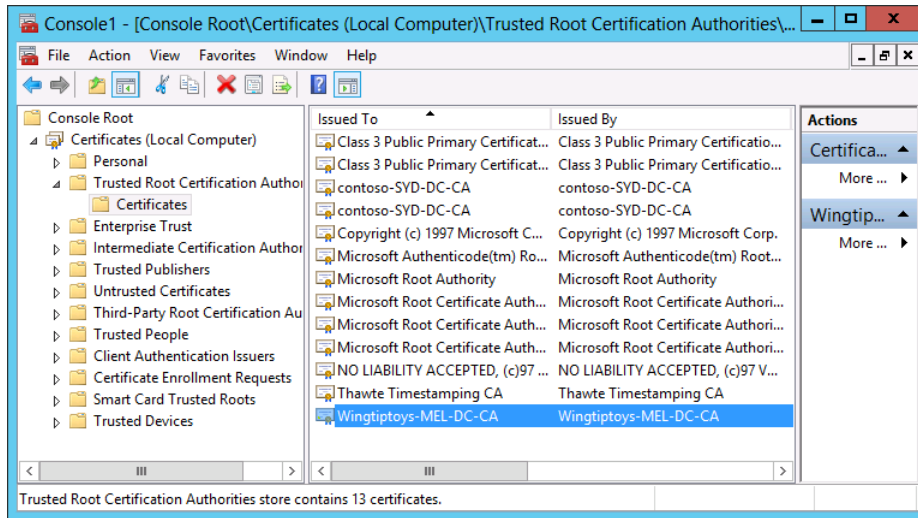 Console1 - [Console Root\Certificates (Local Computer)\Trusted Root Certification Authorities\...
File Action View Favorites Window Help
Console Root
Certificates (Local Computer)
Personal
Trusted Root Certification Author
Certificates
Enterprise Trust
Intermediate Certification Author
Trusted Publishers
Untrusted Certificates
Third-Party Root Certification Au
Trusted People
Client Authentication Issuers
Certificate Enrollment Requests
Smart Card Trusted Roots
Trusted Devices
Issued To Issued By
Class 3 Public Primary Certificat... Class 3 Public Primary Certificatio...
Class 3 Public Primary Certificat... Class 3 Public Primary Certificatio...
contoso-SYD-DC-CA contoso-SYD-DC-CA
contoso-SYD-DC-CA contoso-SYD-DC-CA
Copyright (c) 1997 Microsoft C... Copyright (c) 1997 Microsoft Corp.
Microsoft Authenticode(tm) Ro... Microsoft Authenticode(tm) Root...
Microsoft Root Authority Microsoft Root Authority
Microsoft Root Certificate Auth... Microsoft Root Certificate Authori...
Microsoft Root Certificate Auth... Microsoft Root Certificate Authori...
Microsoft Root Certificate Auth... Microsoft Root Certificate Authori...
NO LIABILITY ACCEPTED, (c)97 ... NO LIABILITY ACCEPTED, (c)97 V...
Thawte Timestamping CA Thawte Timestamping CA
Wingtiptoys-MEL-DC-CA Wingtiptoys-MEL-DC-CA
Actions
Certifica...
More ...
Wingtip...
More ...
Trusted Root Certification Authorities store contains 13 certificates.